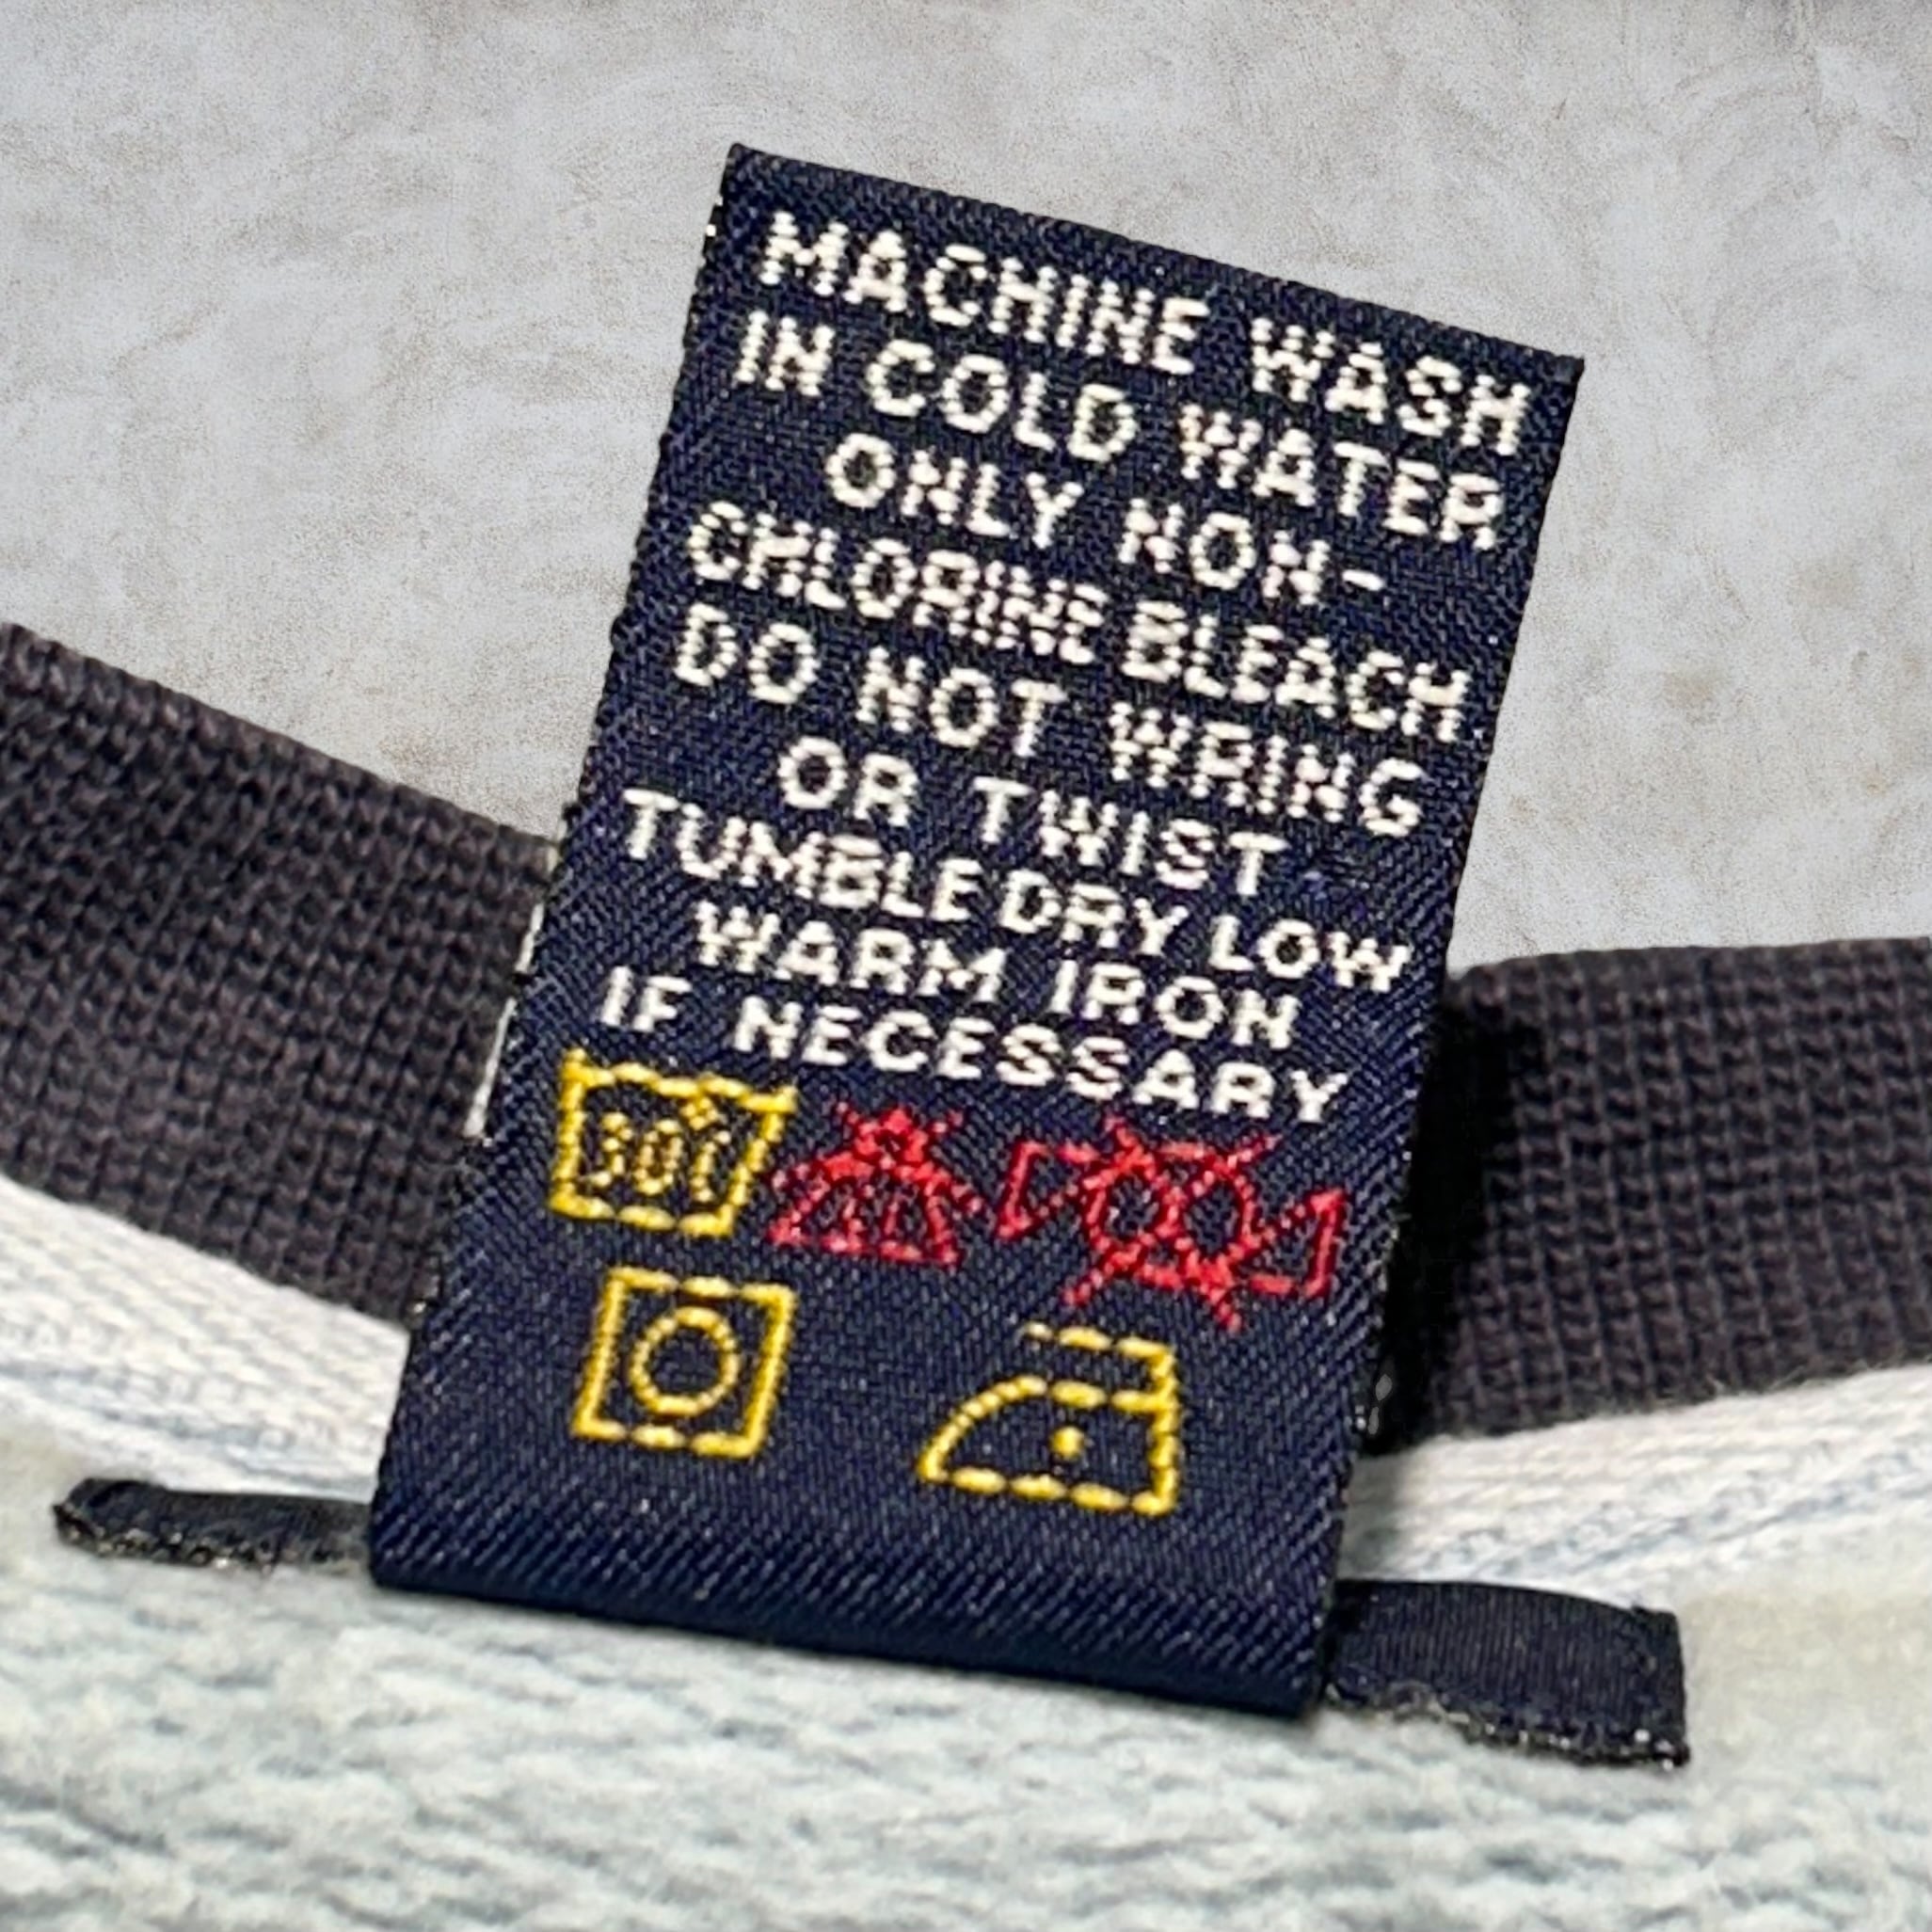 MACHINE WASH
IN COLD WATER
ONLY NON-
CHLORINE BLEACH
DO NOT WRING
OR TWIST
TUMBLE DRY LOW
WARM IRON
IF NECESSARY
30°C